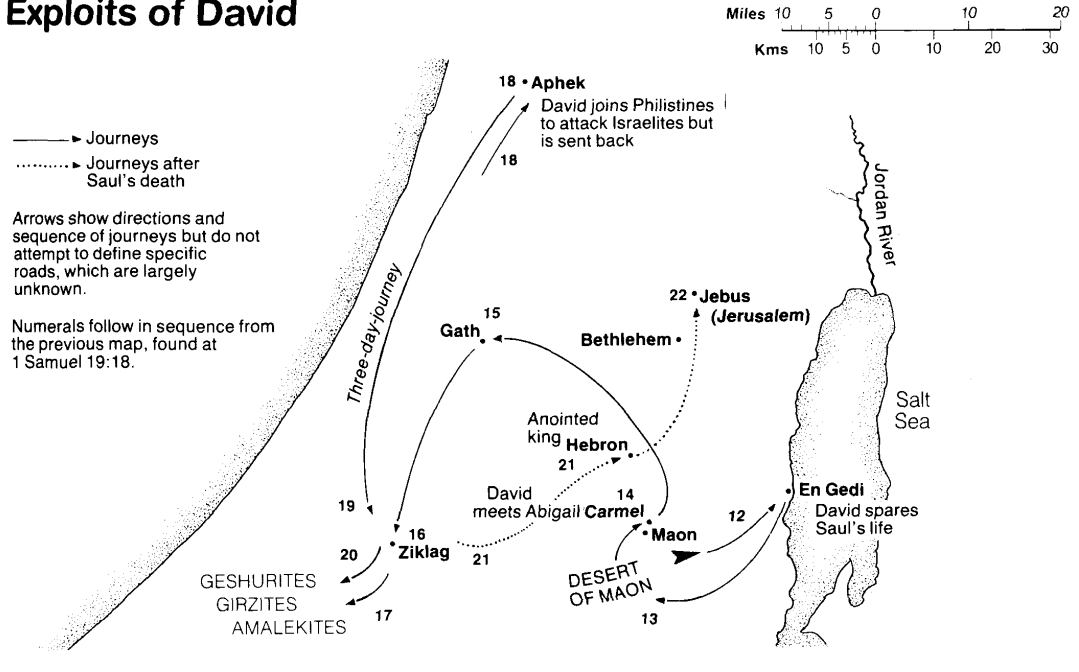 Exploits of David
Miles 10 5 0 10 20
Kms 10 5 0 10 20 30
Journeys
Journeys after
Saul's death
Arrows show directions and
sequence of journeys but do not
attempt to define specific
roads, which are largely
unknown.
Numerals follow in sequence from
the previous map, found at
1 Samuel 19:18.
18 Aphek
David joins Philistines
to attack Israelites but
is sent back
18
Jordan River
Three-day-journey
15
Gath
22 Jebus
(Jerusalem)
Bethlehem
Salt
Sea
Anointed
king Hebron
21
David
meets Abigail
14
Carmel
Maon
12
En Gedi
David spares
Saul's life
19
16
Ziklag
20
21
GESHURITES
GIRZITES
AMALEKITES
17
DESERT
OF MAON
13